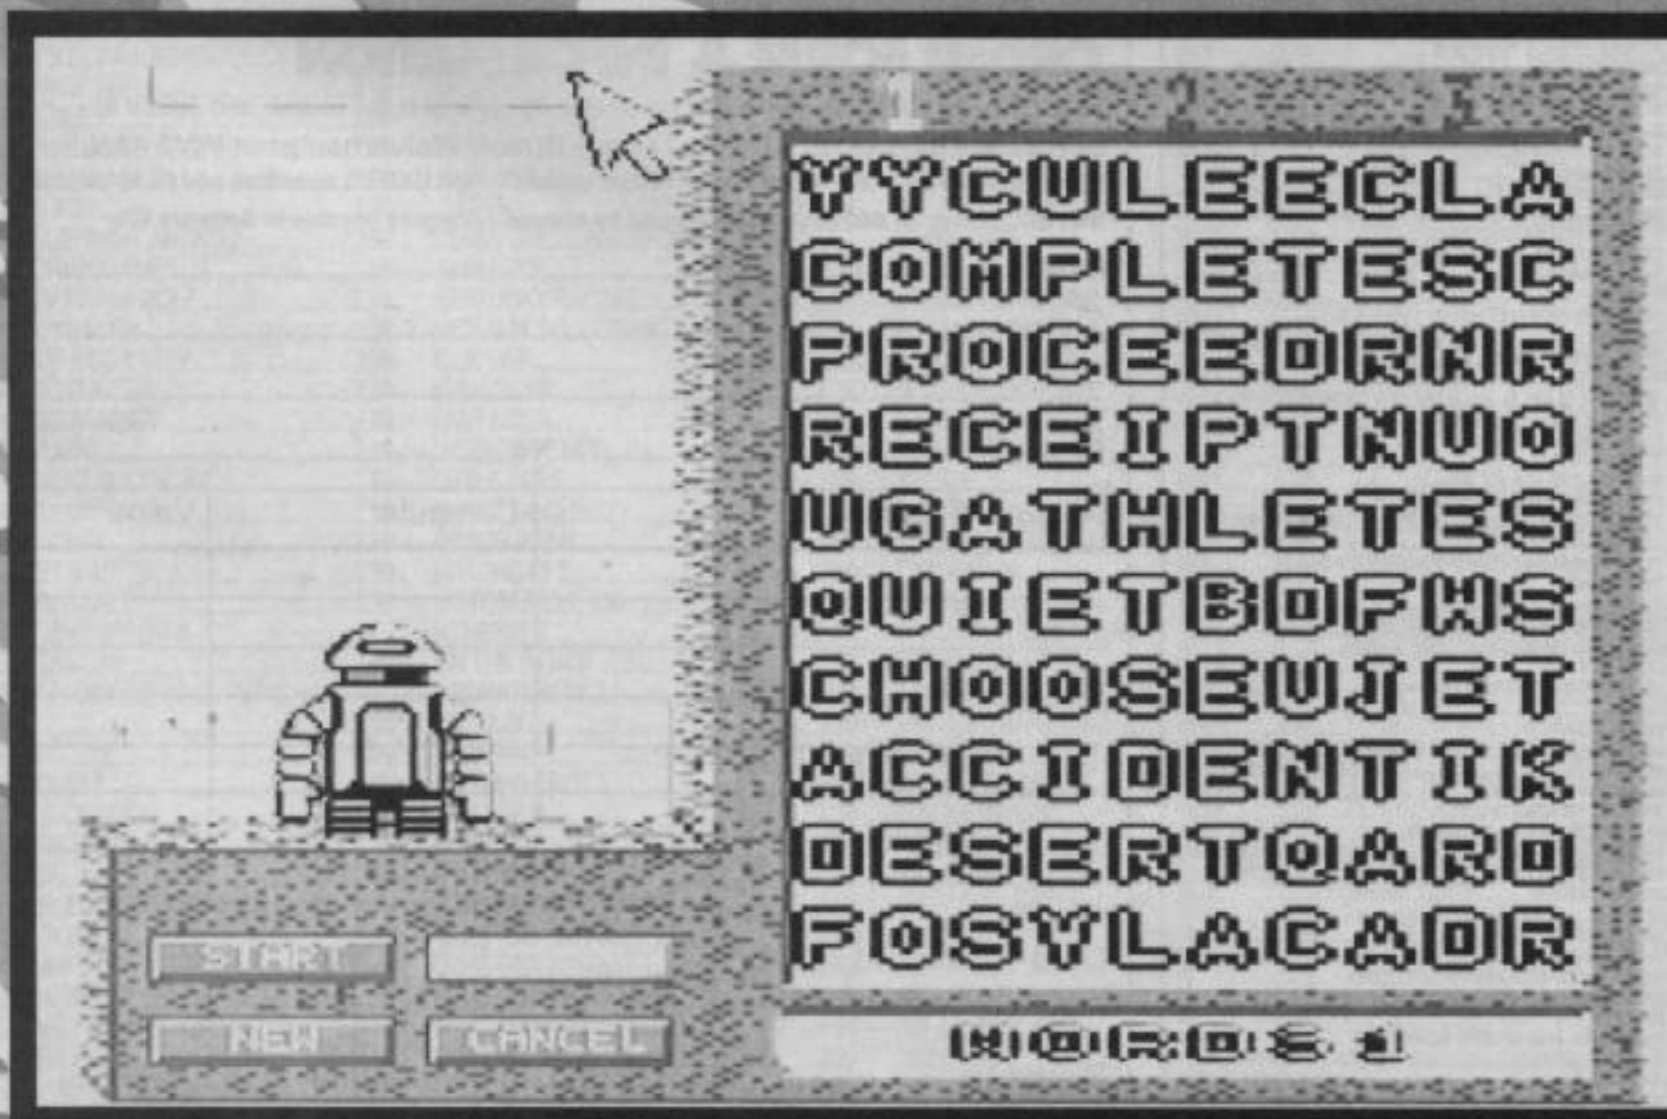 1 2 3
YYCULEECLA
COMPLETESC
PROCEEDRNR
RECEIPTNUO
UGATHLETES
QUIETBDFWS
CHOOSEUJET
ACCIDENTIK
DESERTQARD
FOSYLACADR
START
NEW CANCEL
WORDS